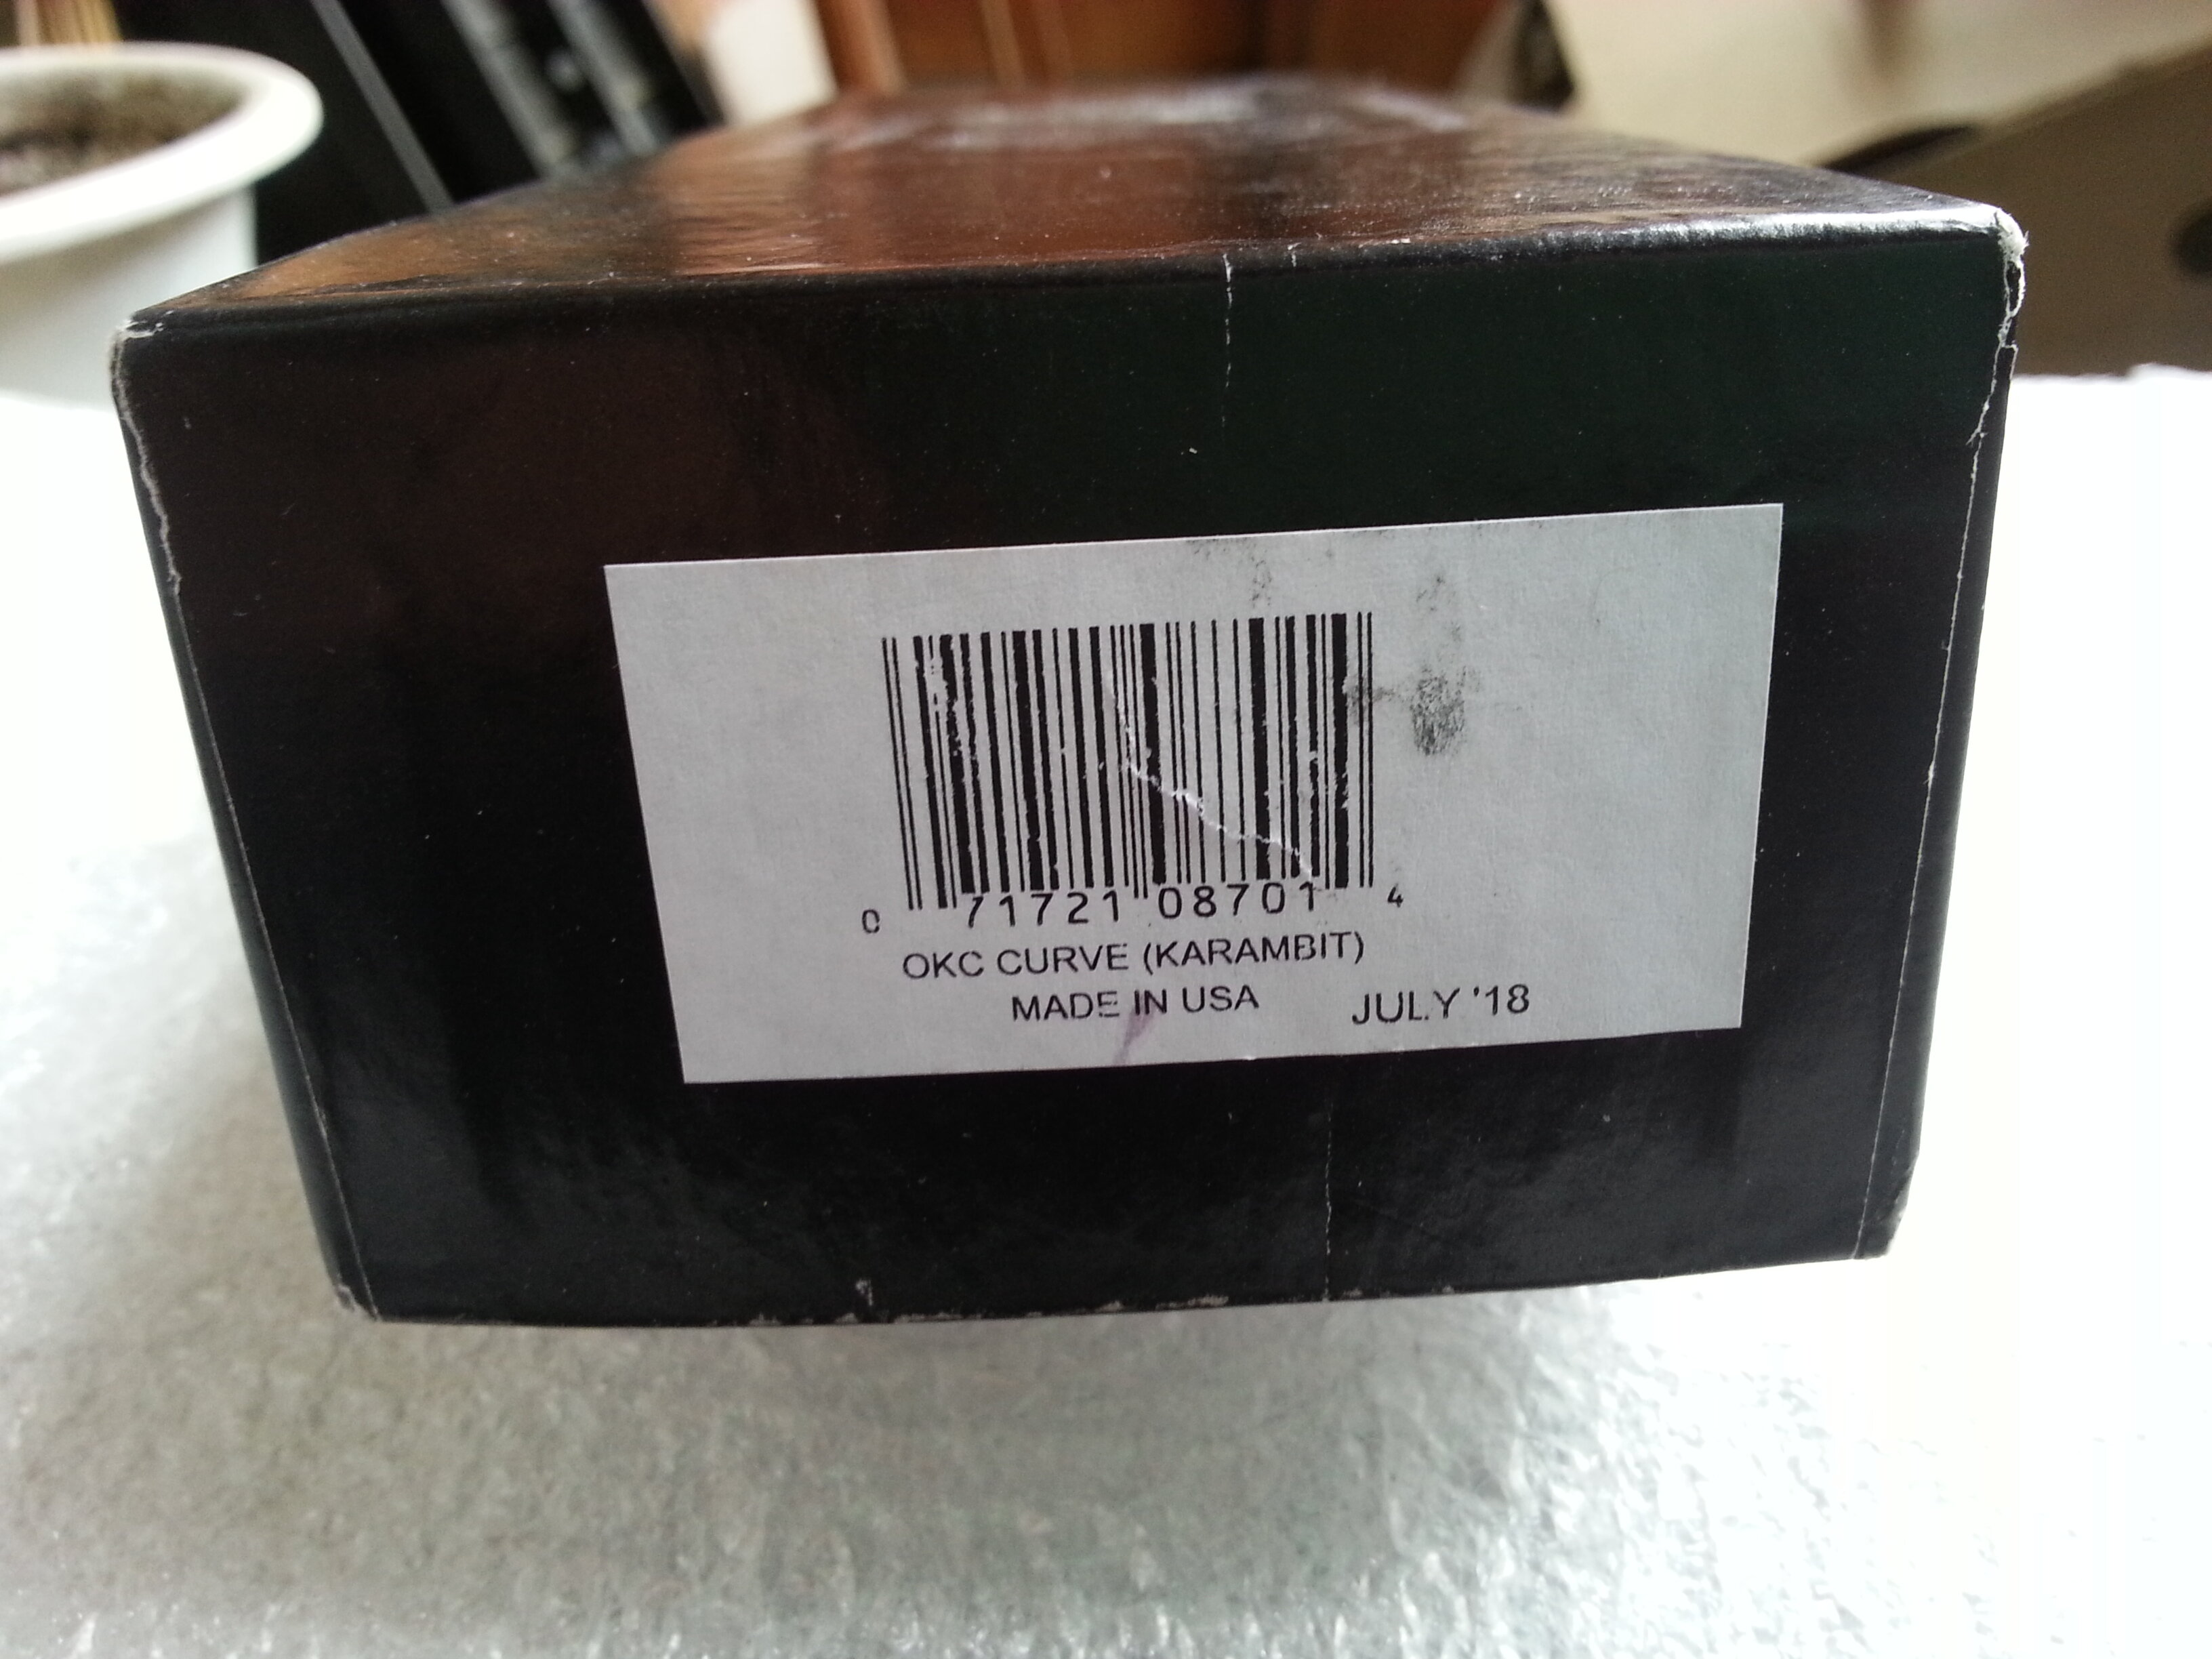 0 71721 08701 4
OKC CURVE (KARAMBIT)
MADE IN USA JULY '18